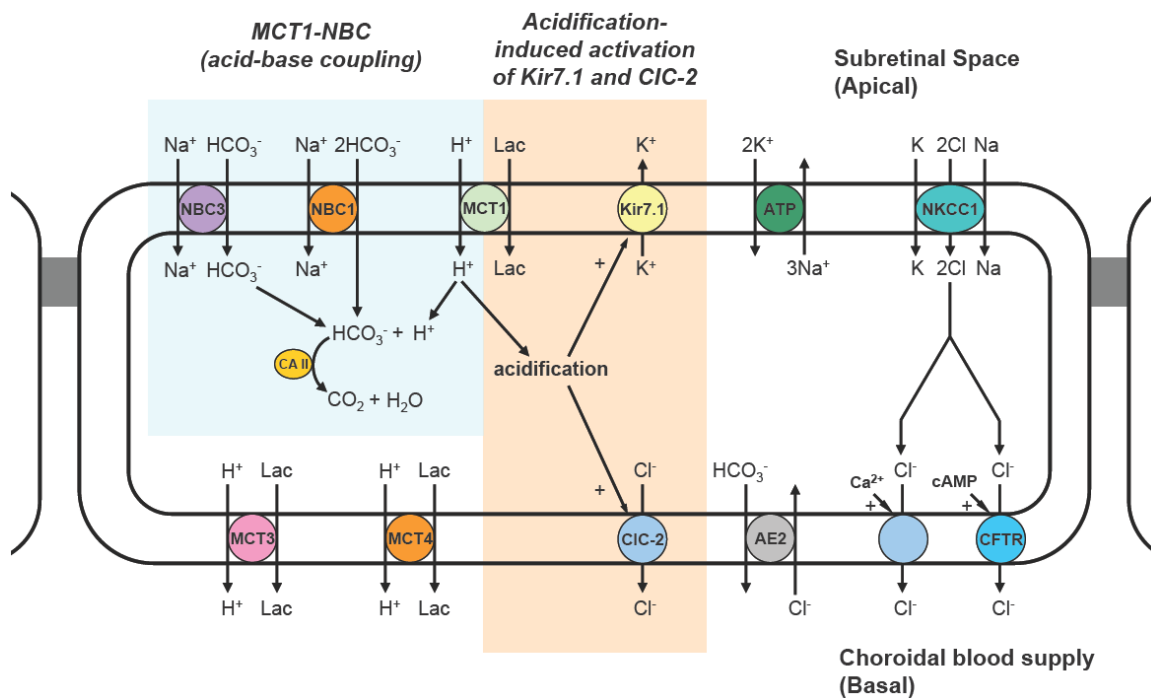 MCT1-NBC
(acid-base coupling)
Acidification-
induced activation
of Kir7.1 and ClC-2
Subretinal Space
(Apical)
Na⁺ HCO₃⁻ Na⁺ 2HCO₃⁻ H⁺ Lac K⁺ 2K⁺ K 2Cl Na
NBC3 NBC1 MCT1 Kir7.1 ATP NKCC1
Na⁺ HCO₃⁻ Na⁺ H⁺ Lac + K⁺ 3Na⁺ K 2Cl Na
HCO₃⁻ + H⁺
CA II
acidification
CO₂ + H₂O
H⁺ Lac H⁺ Lac Cl⁻ HCO₃⁻ Cl⁻ Cl⁻
+ Ca²⁺ + cAMP +
MCT3 MCT4 ClC-2 AE2 CFTR
H⁺ Lac H⁺ Lac Cl⁻ Cl⁻ Cl⁻ Cl⁻
Choroidal blood supply
(Basal)